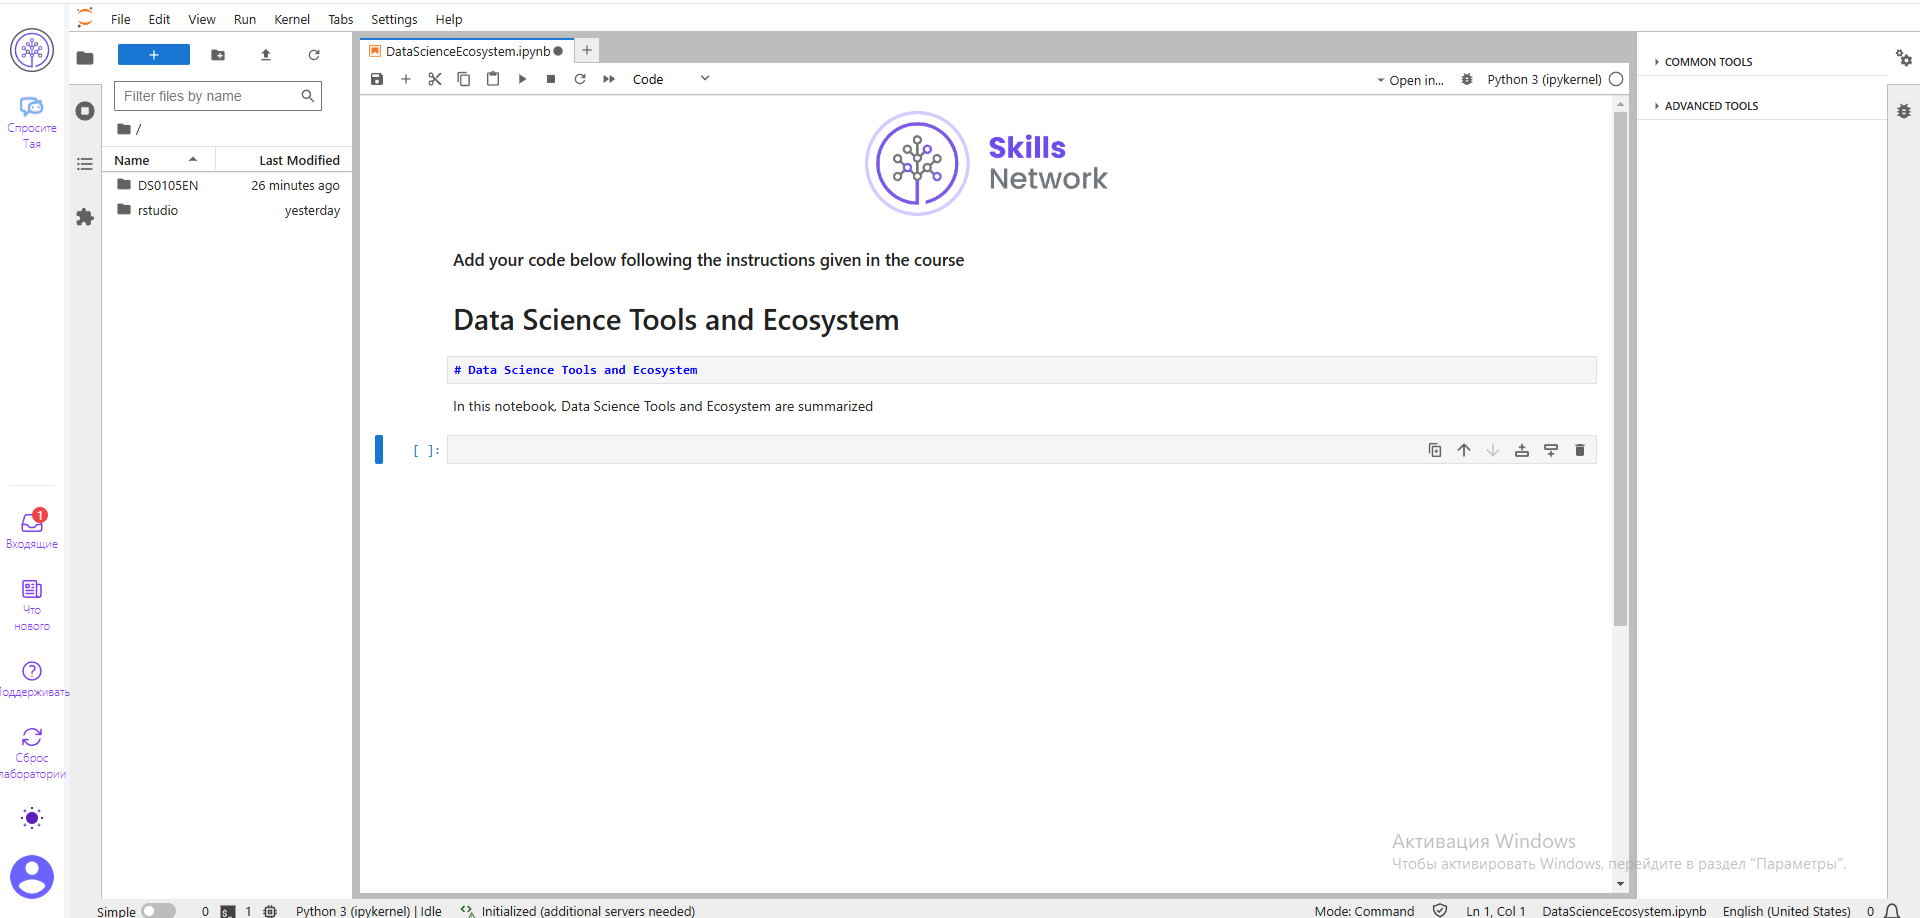 File Edit View Run Kernel Tabs Settings Help
Спросите
Тая
Входящие
1
Что
нового
Поддерживать
Сброс
лаборатории
Filter files by name
/
Name Last Modified
DS0105EN 26 minutes ago
rstudio yesterday
DataScienceEcosystem.ipynb
Code
Open in...
Python 3 (ipykernel)
Skills
Network
Add your code below following the instructions given in the course
Data Science Tools and Ecosystem
# Data Science Tools and Ecosystem
In this notebook, Data Science Tools and Ecosystem are summarized
[ ]:
COMMON TOOLS
ADVANCED TOOLS
Активация Windows
Чтобы активировать Windows, перейдите в раздел "Параметры".
Simple 0 $_ 1 Python 3 (ipykernel) | Idle Initialized (additional servers needed) Mode: Command Ln 1, Col 1 DataScienceEcosystem.ipynb English (United States) 0